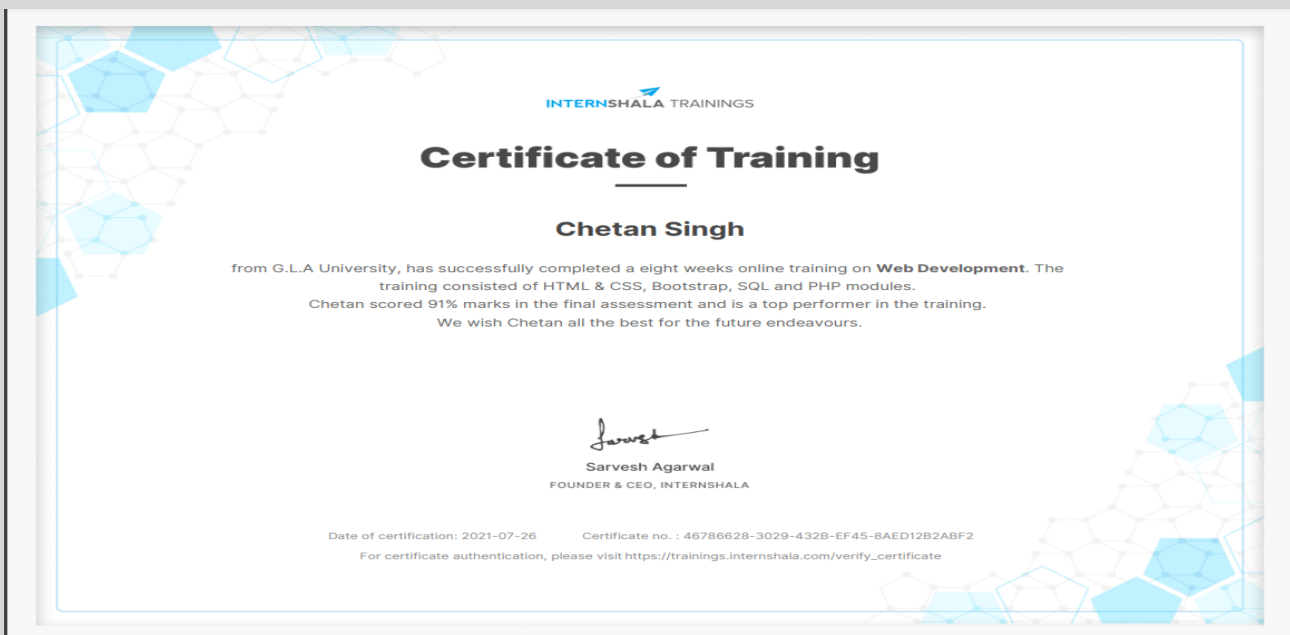 INTERNSHALA TRAININGS
Certificate of Training
Chetan Singh
from G.L.A University, has successfully completed a eight weeks online training on Web Development. The
training consisted of HTML & CSS, Bootstrap, SQL and PHP modules.
Chetan scored 91% marks in the final assessment and is a top performer in the training.
We wish Chetan all the best for the future endeavours.
Sarvesh
Sarvesh Agarwal
FOUNDER & CEO, INTERNSHALA
Date of certification: 2021-07-26 Certificate no. : 46786628-3029-432B-EF45-8AED12B2ABF2
For certificate authentication, please visit https://trainings.internshala.com/verify_certificate